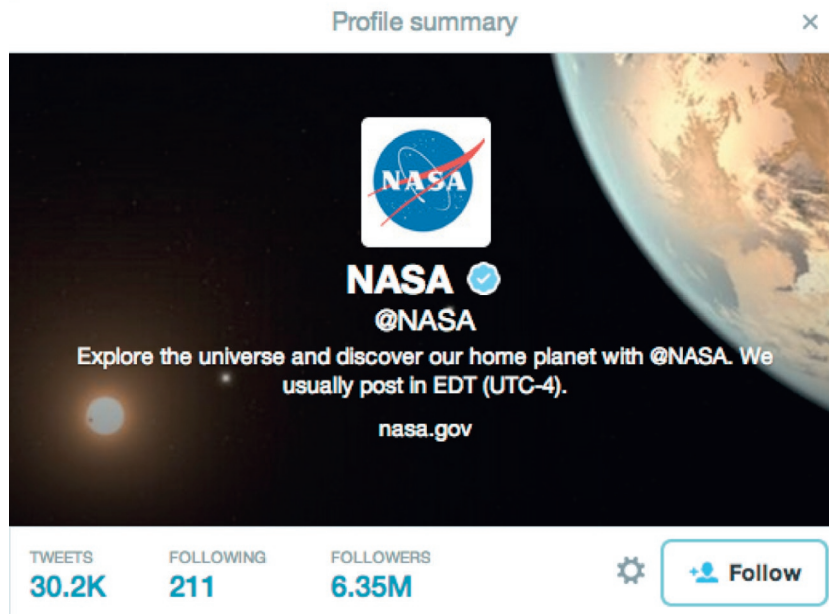 Profile summary ×
NASA
NASA
@NASA
Explore the universe and discover our home planet with @NASA. We
usually post in EDT (UTC-4).
nasa.gov
TWEETS FOLLOWING FOLLOWERS
30.2K 211 6.35M
Follow